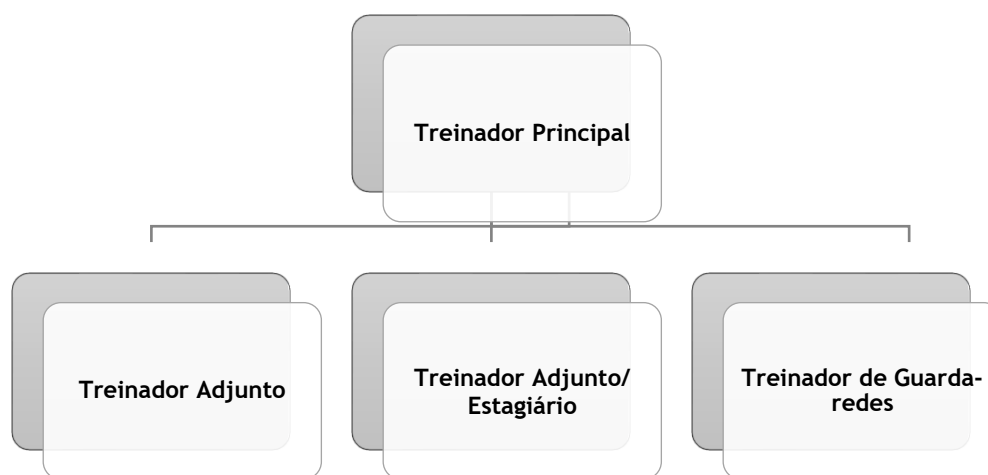 Treinador Principal
Treinador Adjunto
Treinador Adjunto/
Estagiário
Treinador de Guarda-
redes